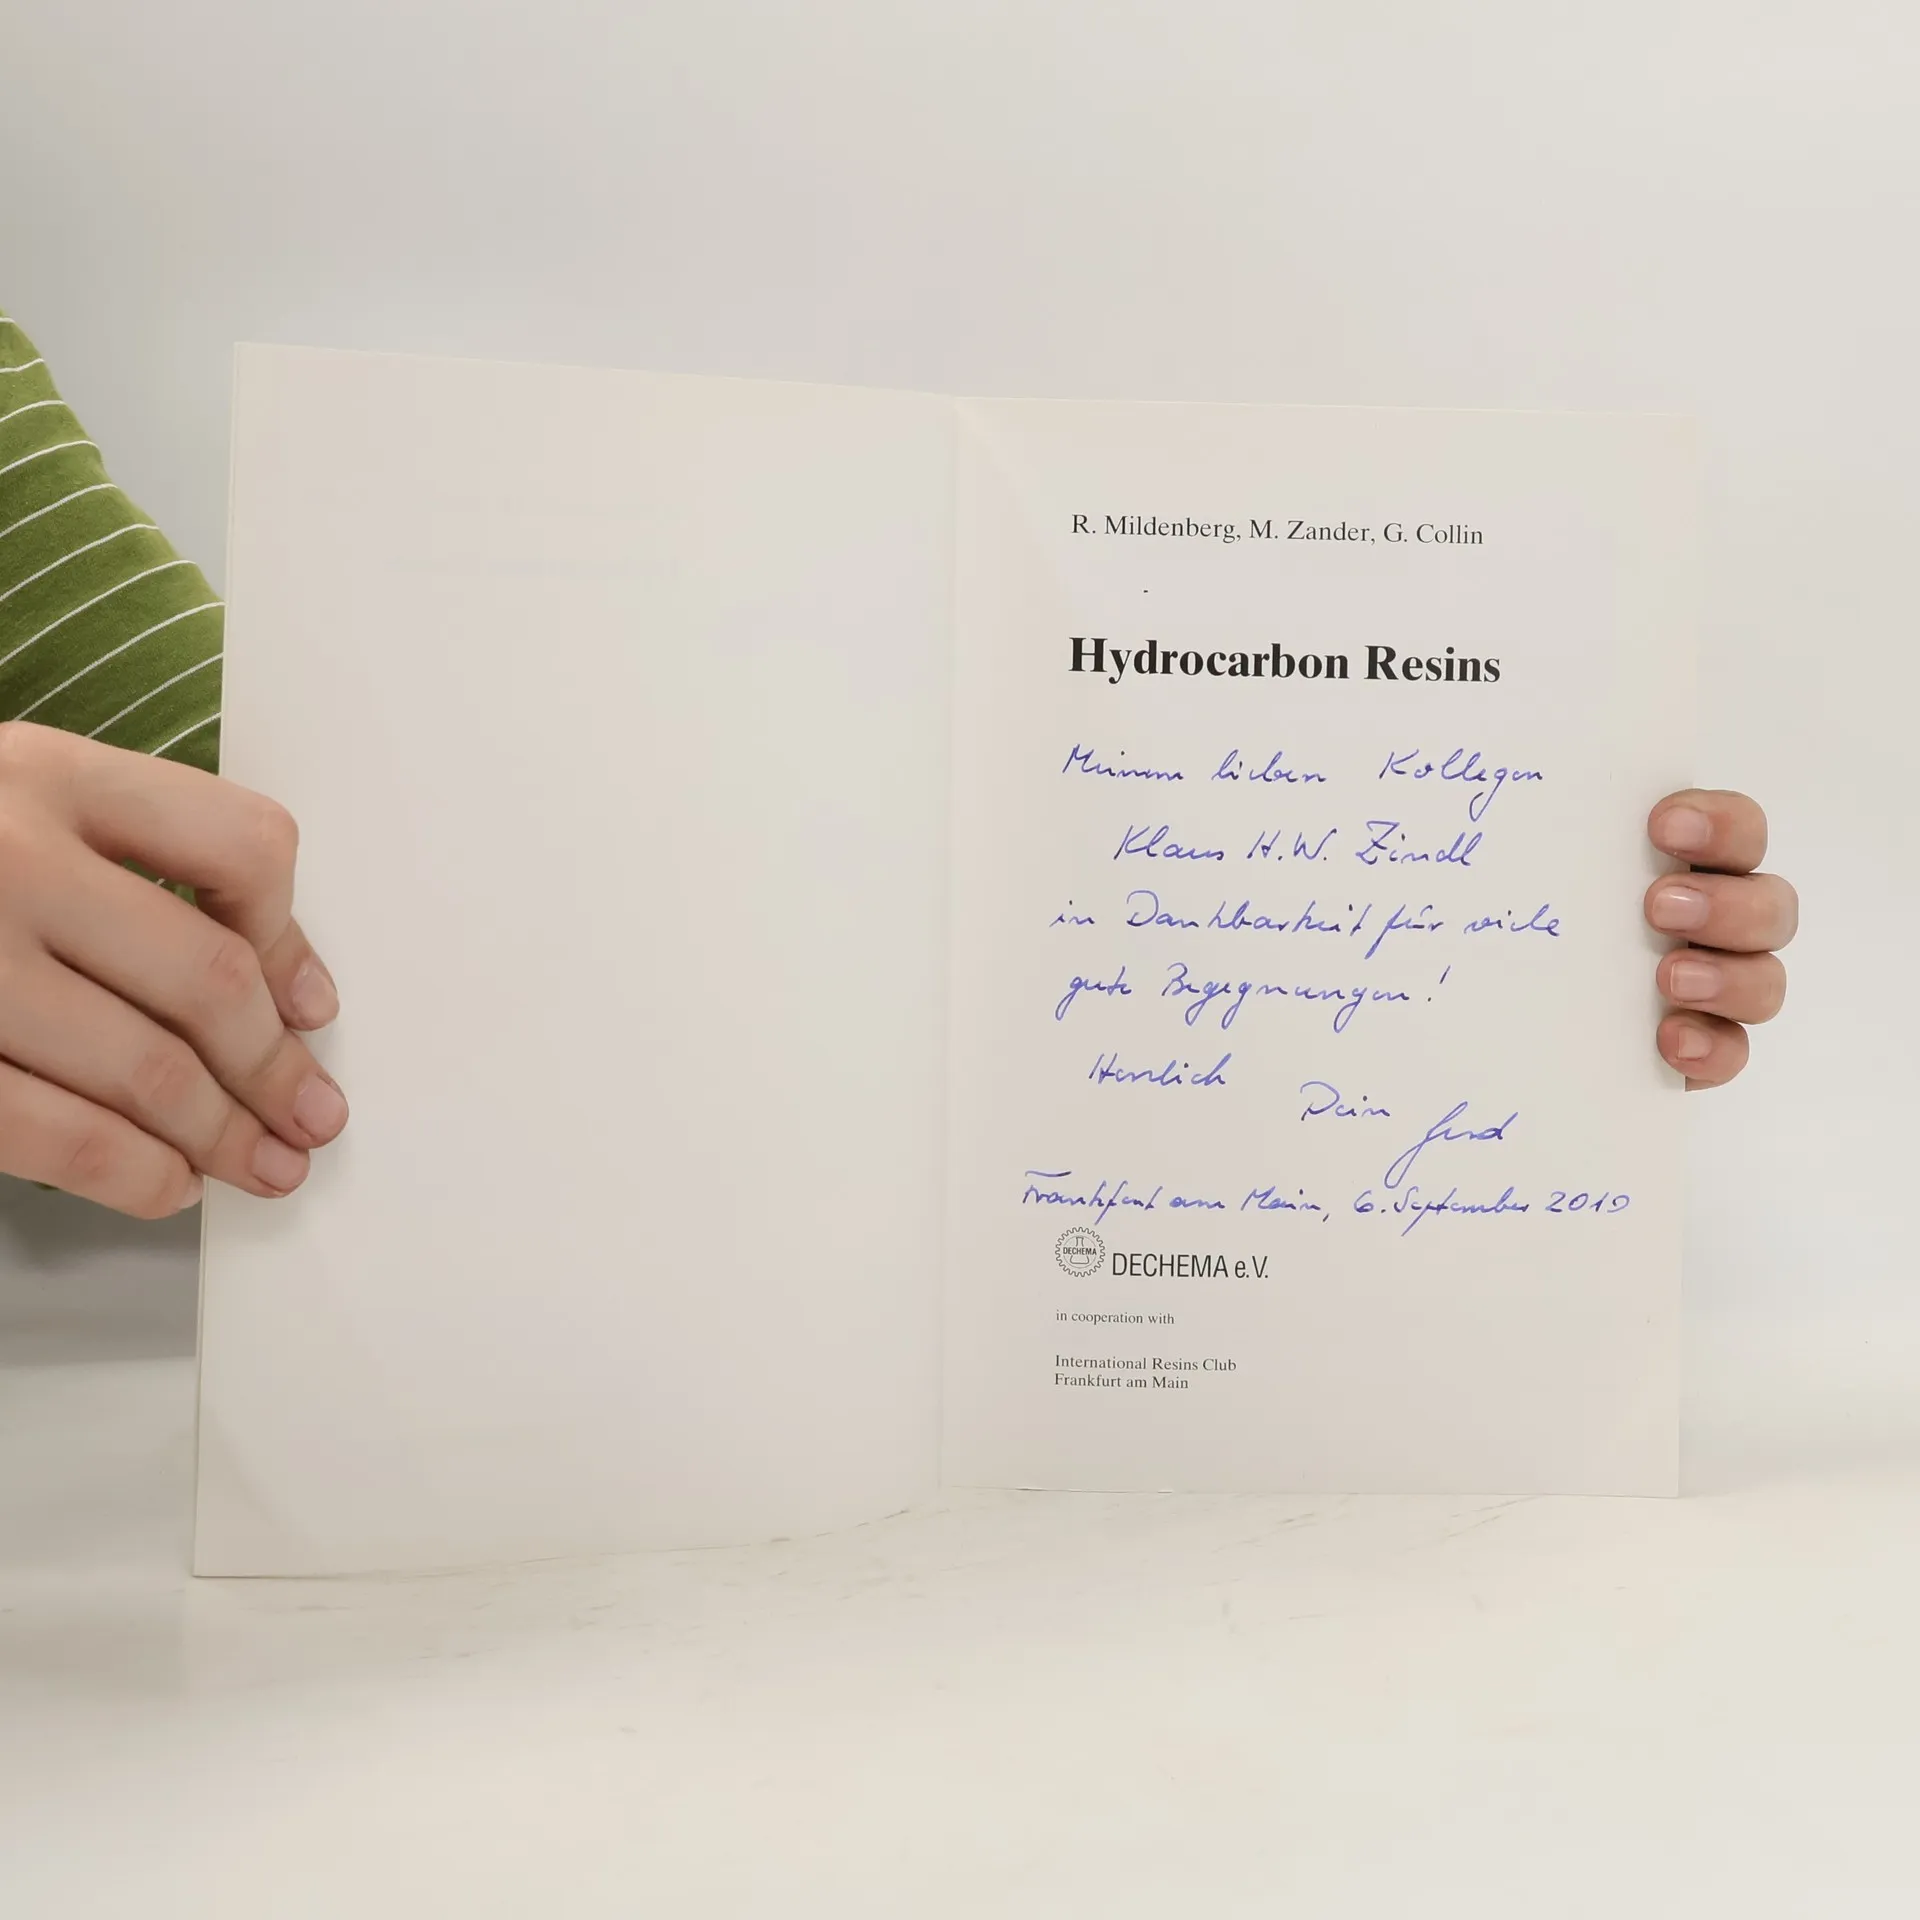 R. Mildenberg, M. Zander, G. Collin
Hydrocarbon Resins
Meinem lieben Kollegen
Klaus H.W. Zindl
in Dankbarkeit für viele
gute Begegnungen!
Herzlich
Dein Gerd
Frankfurt am Main, 6. September 2010
DECHEMA
DECHEMA e.V.
in cooperation with
International Resins Club
Frankfurt am Main